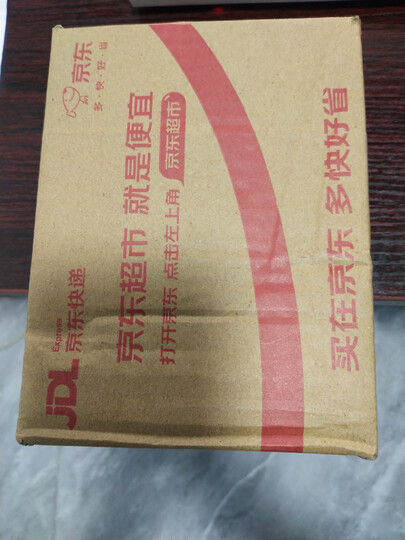 京东
多·快·好·省
JDL
Express
京东快递
京东超市 就是便宜
打开京东 点击左上角 京东超市
买在京东 多快好省